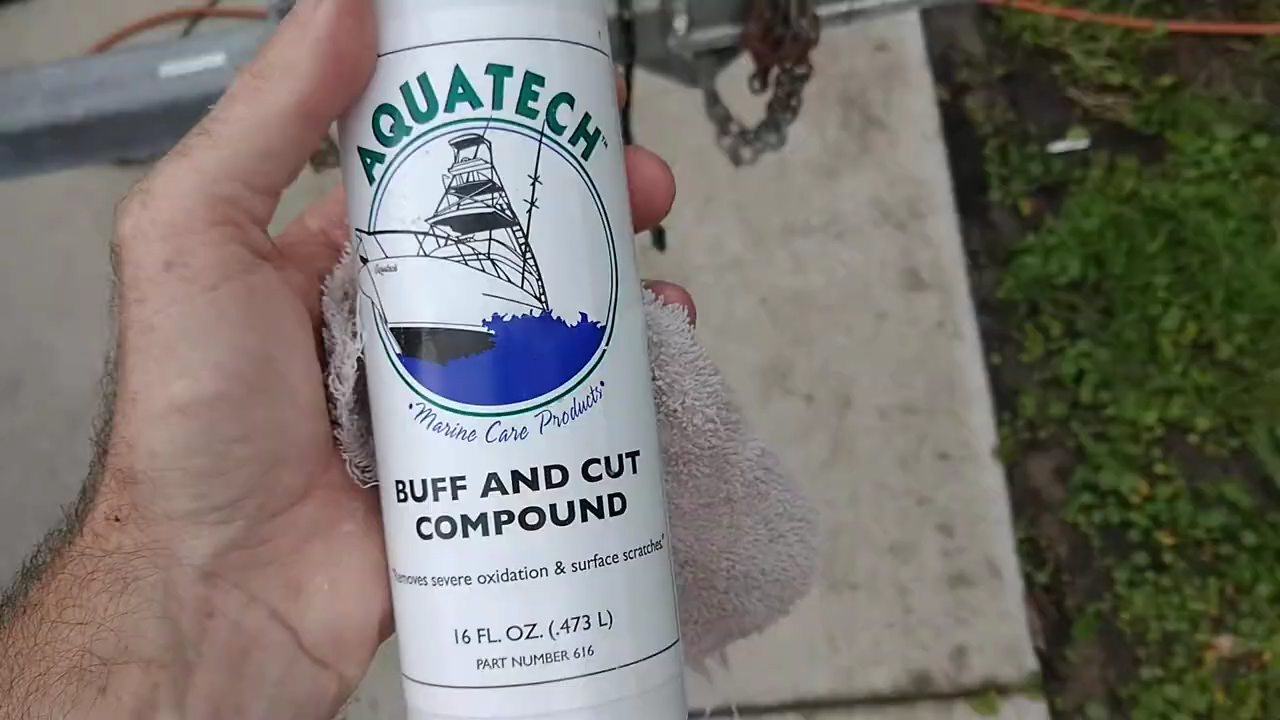 AQUATECH™
Aquatech
•Marine Care Products•
BUFF AND CUT
COMPOUND
"Removes severe oxidation & surface scratches."
16 FL. OZ. (.473 L)
PART NUMBER 616